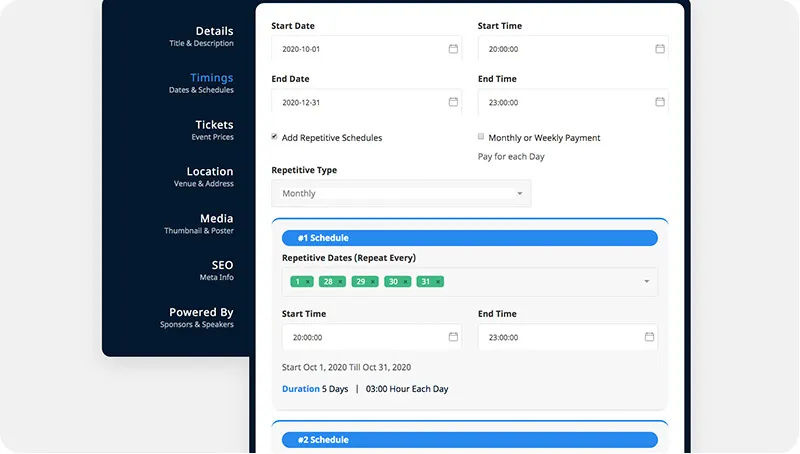 Details
Title & Description
Timings
Dates & Schedules
Tickets
Event Prices
Location
Venue & Address
Media
Thumbnail & Poster
SEO
Meta Info
Powered By
Sponsors & Speakers
Start Date
Start Time
2020-10-01
20:00:00
End Date
End Time
2020-12-31
23:00:00
Add Repetitive Schedules
Monthly or Weekly Payment
Pay for each Day
Repetitive Type
Monthly
#1 Schedule
Repetitive Dates (Repeat Every)
1 × 28 × 29 × 30 × 31 ×
Start Time
End Time
20:00:00
23:00:00
Start Oct 1, 2020 Till Oct 31, 2020
Duration 5 Days | 03:00 Hour Each Day
#2 Schedule